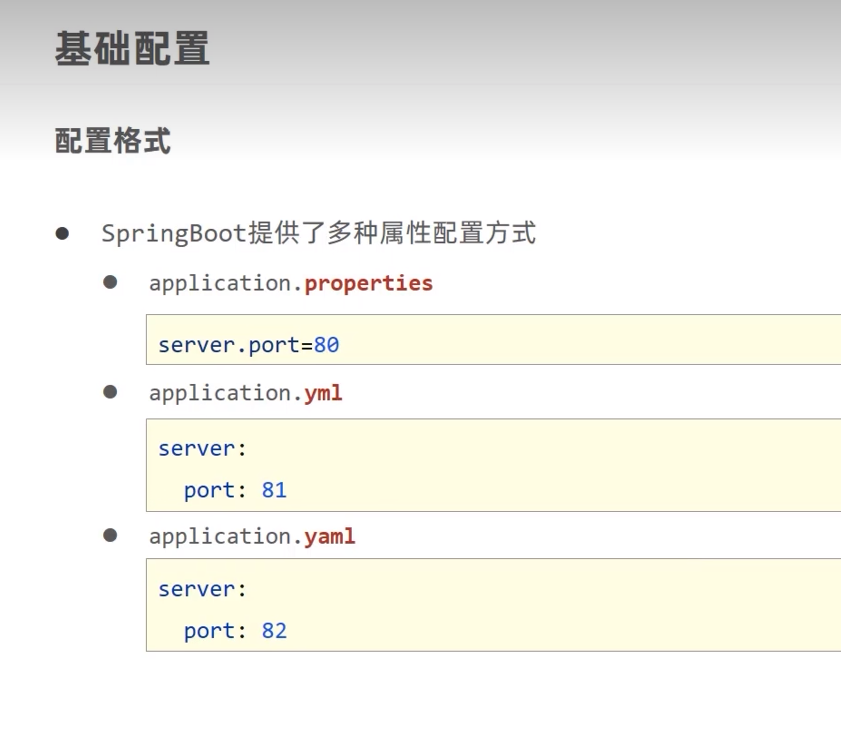 基础配置
配置格式
SpringBoot提供了多种属性配置方式
application.properties
server.port=80
application.yml
server:
  port: 81
application.yaml
server:
  port: 82